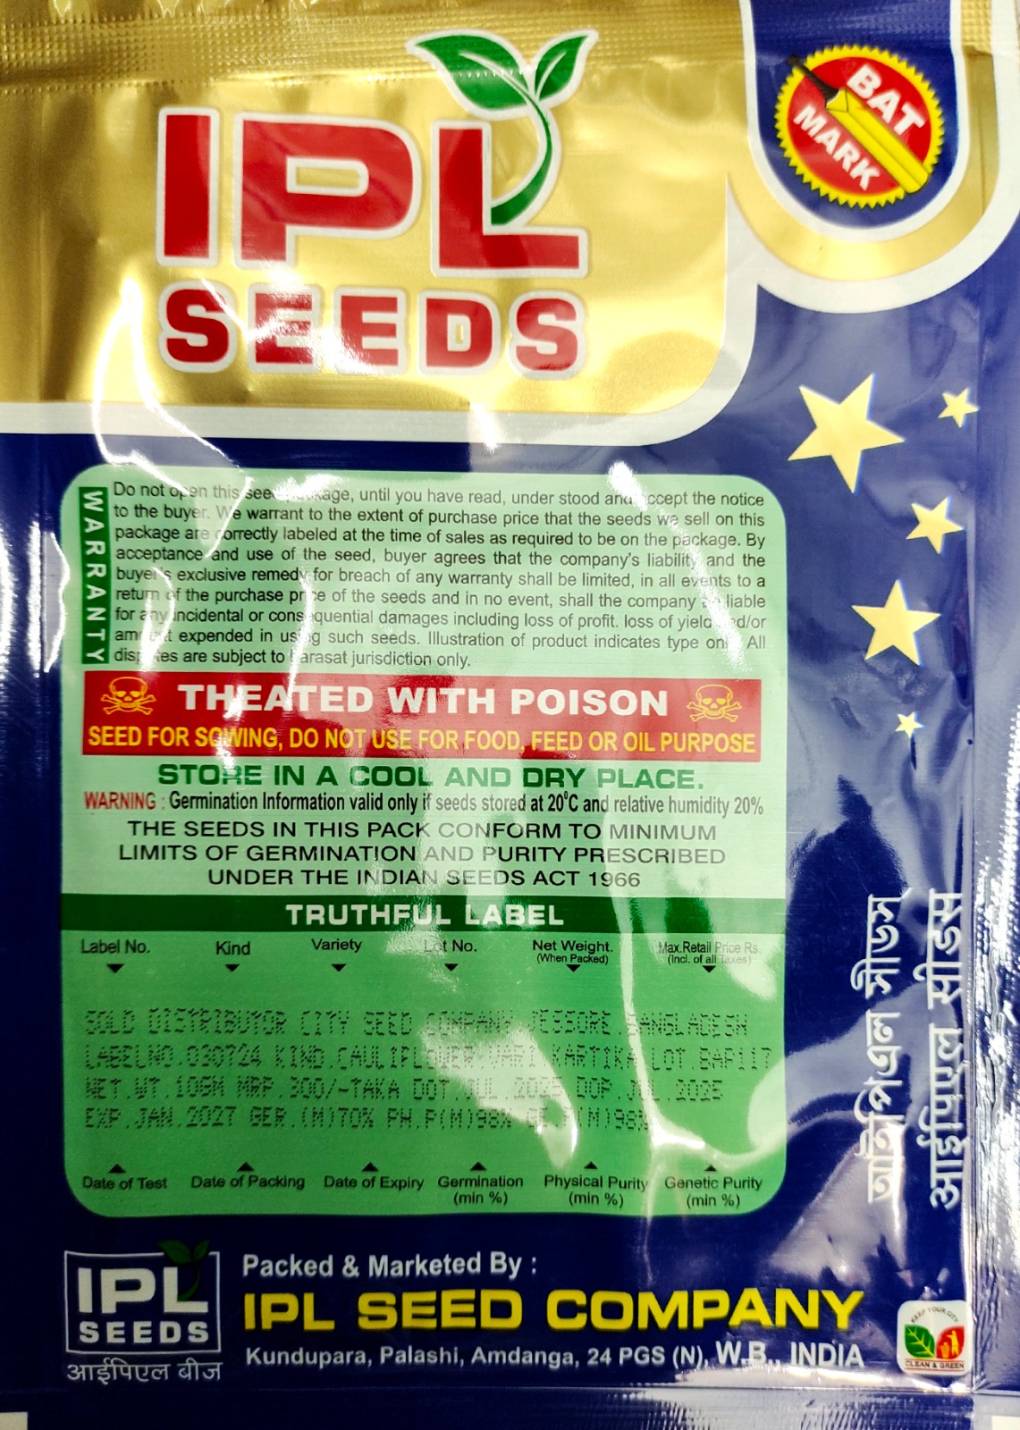 IPL
SEEDS
BAT
MARK
WARRANTY
Do not open this see kage, until you have read, under stood and ccept the notice
to the buyer. We warrant to the extent of purchase price that the seeds we sell on this
package are correctly labeled at the time of sales as required to be on the package. By
acceptance and use of the seed, buyer agrees that the company's liability and the
buyer's exclusive remedy for breach of any warranty shall be limited, in all events to a
return of the purchase price of the seeds and in no event, shall the company liable
for any incidental or consequential damages including loss of profit. loss of yield and/or
amount expended in using such seeds. Illustration of product indicates type only All
disputes are subject to Barasat jurisdiction only.
THEATED WITH POISON
SEED FOR SOWING, DO NOT USE FOR FOOD, FEED OR OIL PURPOSE
STORE IN A COOL AND DRY PLACE.
WARNING : Germination Information valid only if seeds stored at 20°C and relative humidity 20%
THE SEEDS IN THIS PACK CONFORM TO MINIMUM
LIMITS OF GERMINATION AND PURITY PRESCRIBED
UNDER THE INDIAN SEEDS ACT 1966
TRUTHFUL LABEL
Label No. Kind Variety Lot No. Net Weight. Max.Retail Price Rs.
(When Packed) (Incl. of all Taxes)
SOLD DISTRIBUTOR CITY SEED COMPANY JESSORE BANGLADESH
LABELNO.030724 KIND.CAULIFLOWER VARI KARTIKA LOT.BAP117
NET.WT.10GM MRP.300/-TAKA DOT.JUL.2025 DOP.JUL.2025
EXP.JAN.2027 GER.(M)70% PH.P(M)98% GE.P(M)98%
Date of Test Date of Packing Date of Expiry Germination Physical Purity Genetic Purity
(min %) (min %) (min %)
আইপিএল সীডস
आईपिएल सीडस
IPL
SEEDS
आईपिएल बीज
Packed & Marketed By :
IPL SEED COMPANY
Kundupara, Palashi, Amdanga, 24 PGS (N), W.B., INDIA
KEEP YOUR CITY
CLEAN & GREEN